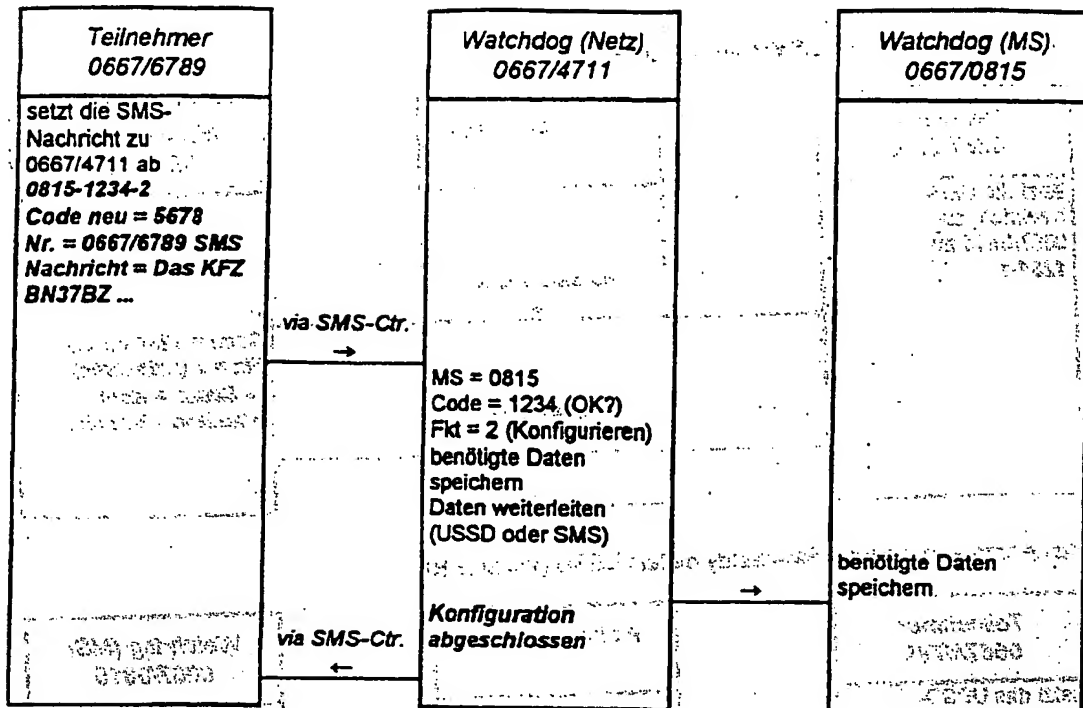 Teilnehmer
0667/6789
setzt die SMS-
Nachricht zu
0667/4711 ab
0815-1234-2
Code neu = 5678
Nr. = 0667/6789 SMS
Nachricht = Das KFZ
BN37BZ ...
via SMS-Ctr.
→
via SMS-Ctr.
←
Watchdog (Netz)
0667/4711
MS = 0815
Code = 1234 (OK?)
Fkt = 2 (Konfigurieren)
benötigte Daten
speichern
Daten weiterleiten
(USSD oder SMS)
Konfiguration
abgeschlossen
→
Watchdog (MS)
0667/0815
benötigte Daten
speichern